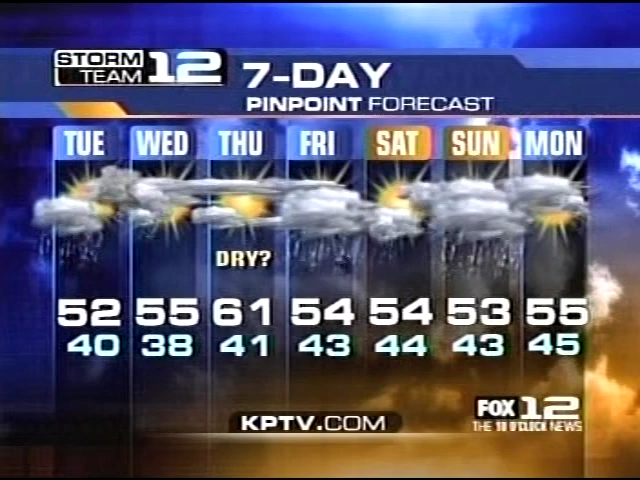 STORM TEAM 12
7-DAY
PINPOINT FORECAST
TUE WED THU FRI SAT SUN MON
DRY?
52 55 61 54 54 53 55
40 38 41 43 44 43 45
KPTV.COM
FOX 12
THE 10 O'CLOCK NEWS